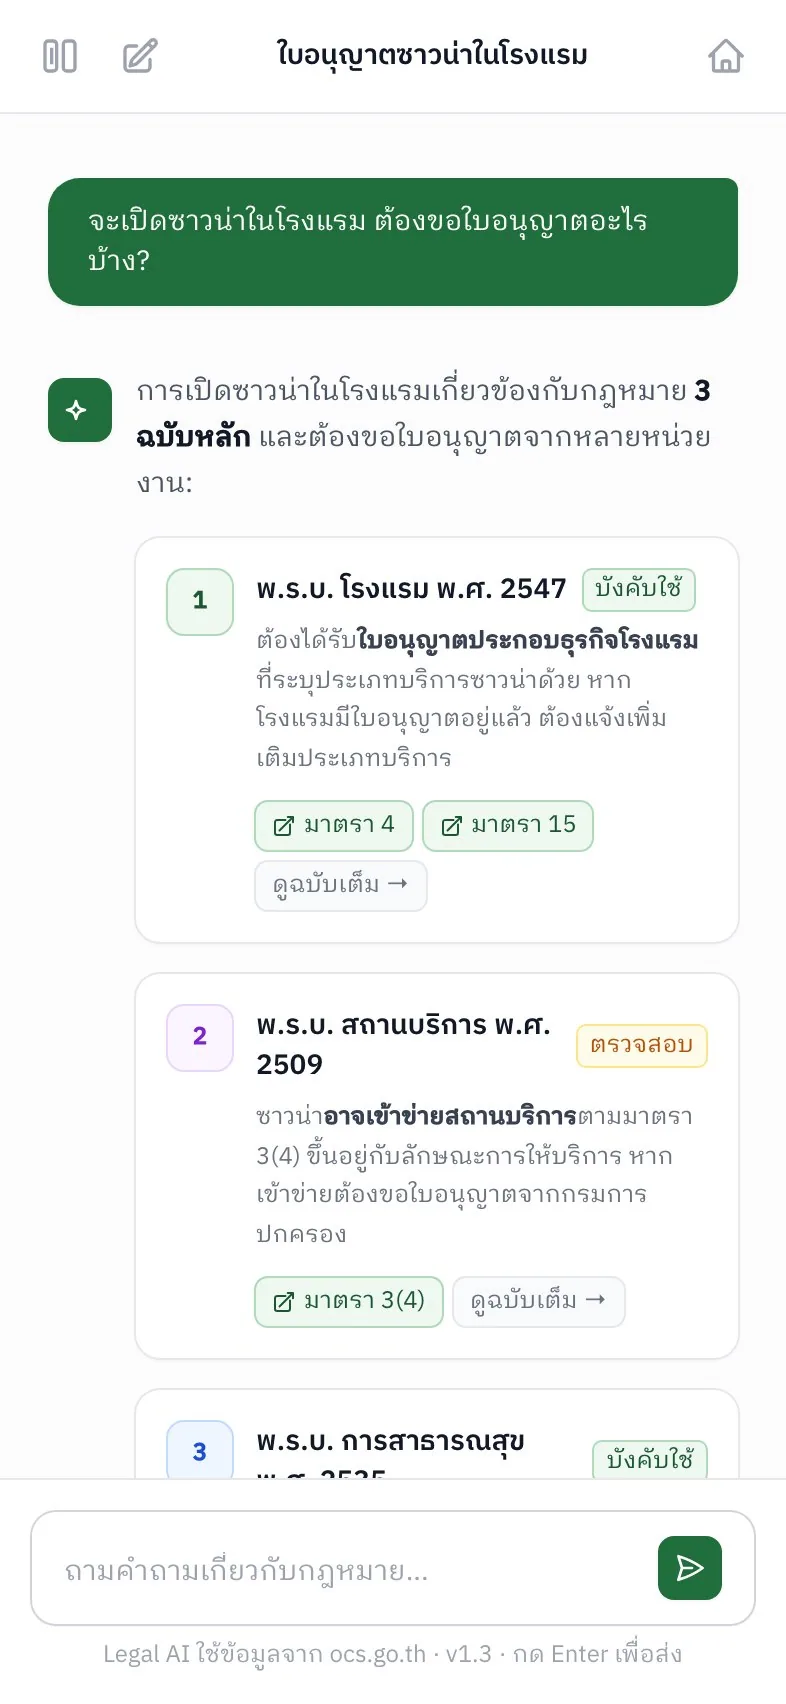 ใบอนุญาตซาวน่าในโรงแรม
จะเปิดซาวน่าในโรงแรม ต้องขอใบอนุญาตอะไร
บ้าง?
การเปิดซาวน่าในโรงแรมเกี่ยวข้องกับกฎหมาย 3
ฉบับหลัก และต้องขอใบอนุญาตจากหลายหน่วย
งาน:
1
พ.ร.บ. โรงแรม พ.ศ. 2547 บังคับใช้
ต้องได้รับใบอนุญาตประกอบธุรกิจโรงแรม
ที่ระบุประเภทบริการซาวน่าด้วย หาก
โรงแรมมีใบอนุญาตอยู่แล้ว ต้องแจ้งเพิ่ม
เติมประเภทบริการ
มาตรา 4 มาตรา 15
ดูฉบับเต็ม →
2
พ.ร.บ. สถานบริการ พ.ศ.
2509
ตรวจสอบ
ซาวน่าอาจเข้าข่ายสถานบริการตามมาตรา
3(4) ขึ้นอยู่กับลักษณะการให้บริการ หาก
เข้าข่ายต้องขอใบอนุญาตจากกรมการ
ปกครอง
มาตรา 3(4) ดูฉบับเต็ม →
3
พ.ร.บ. การสาธารณสุข
พ.ศ. 2535
บังคับใช้
ถามคำถามเกี่ยวกับกฎหมาย...
Legal AI ใช้ข้อมูลจาก ocs.go.th · v1.3 · กด Enter เพื่อส่ง